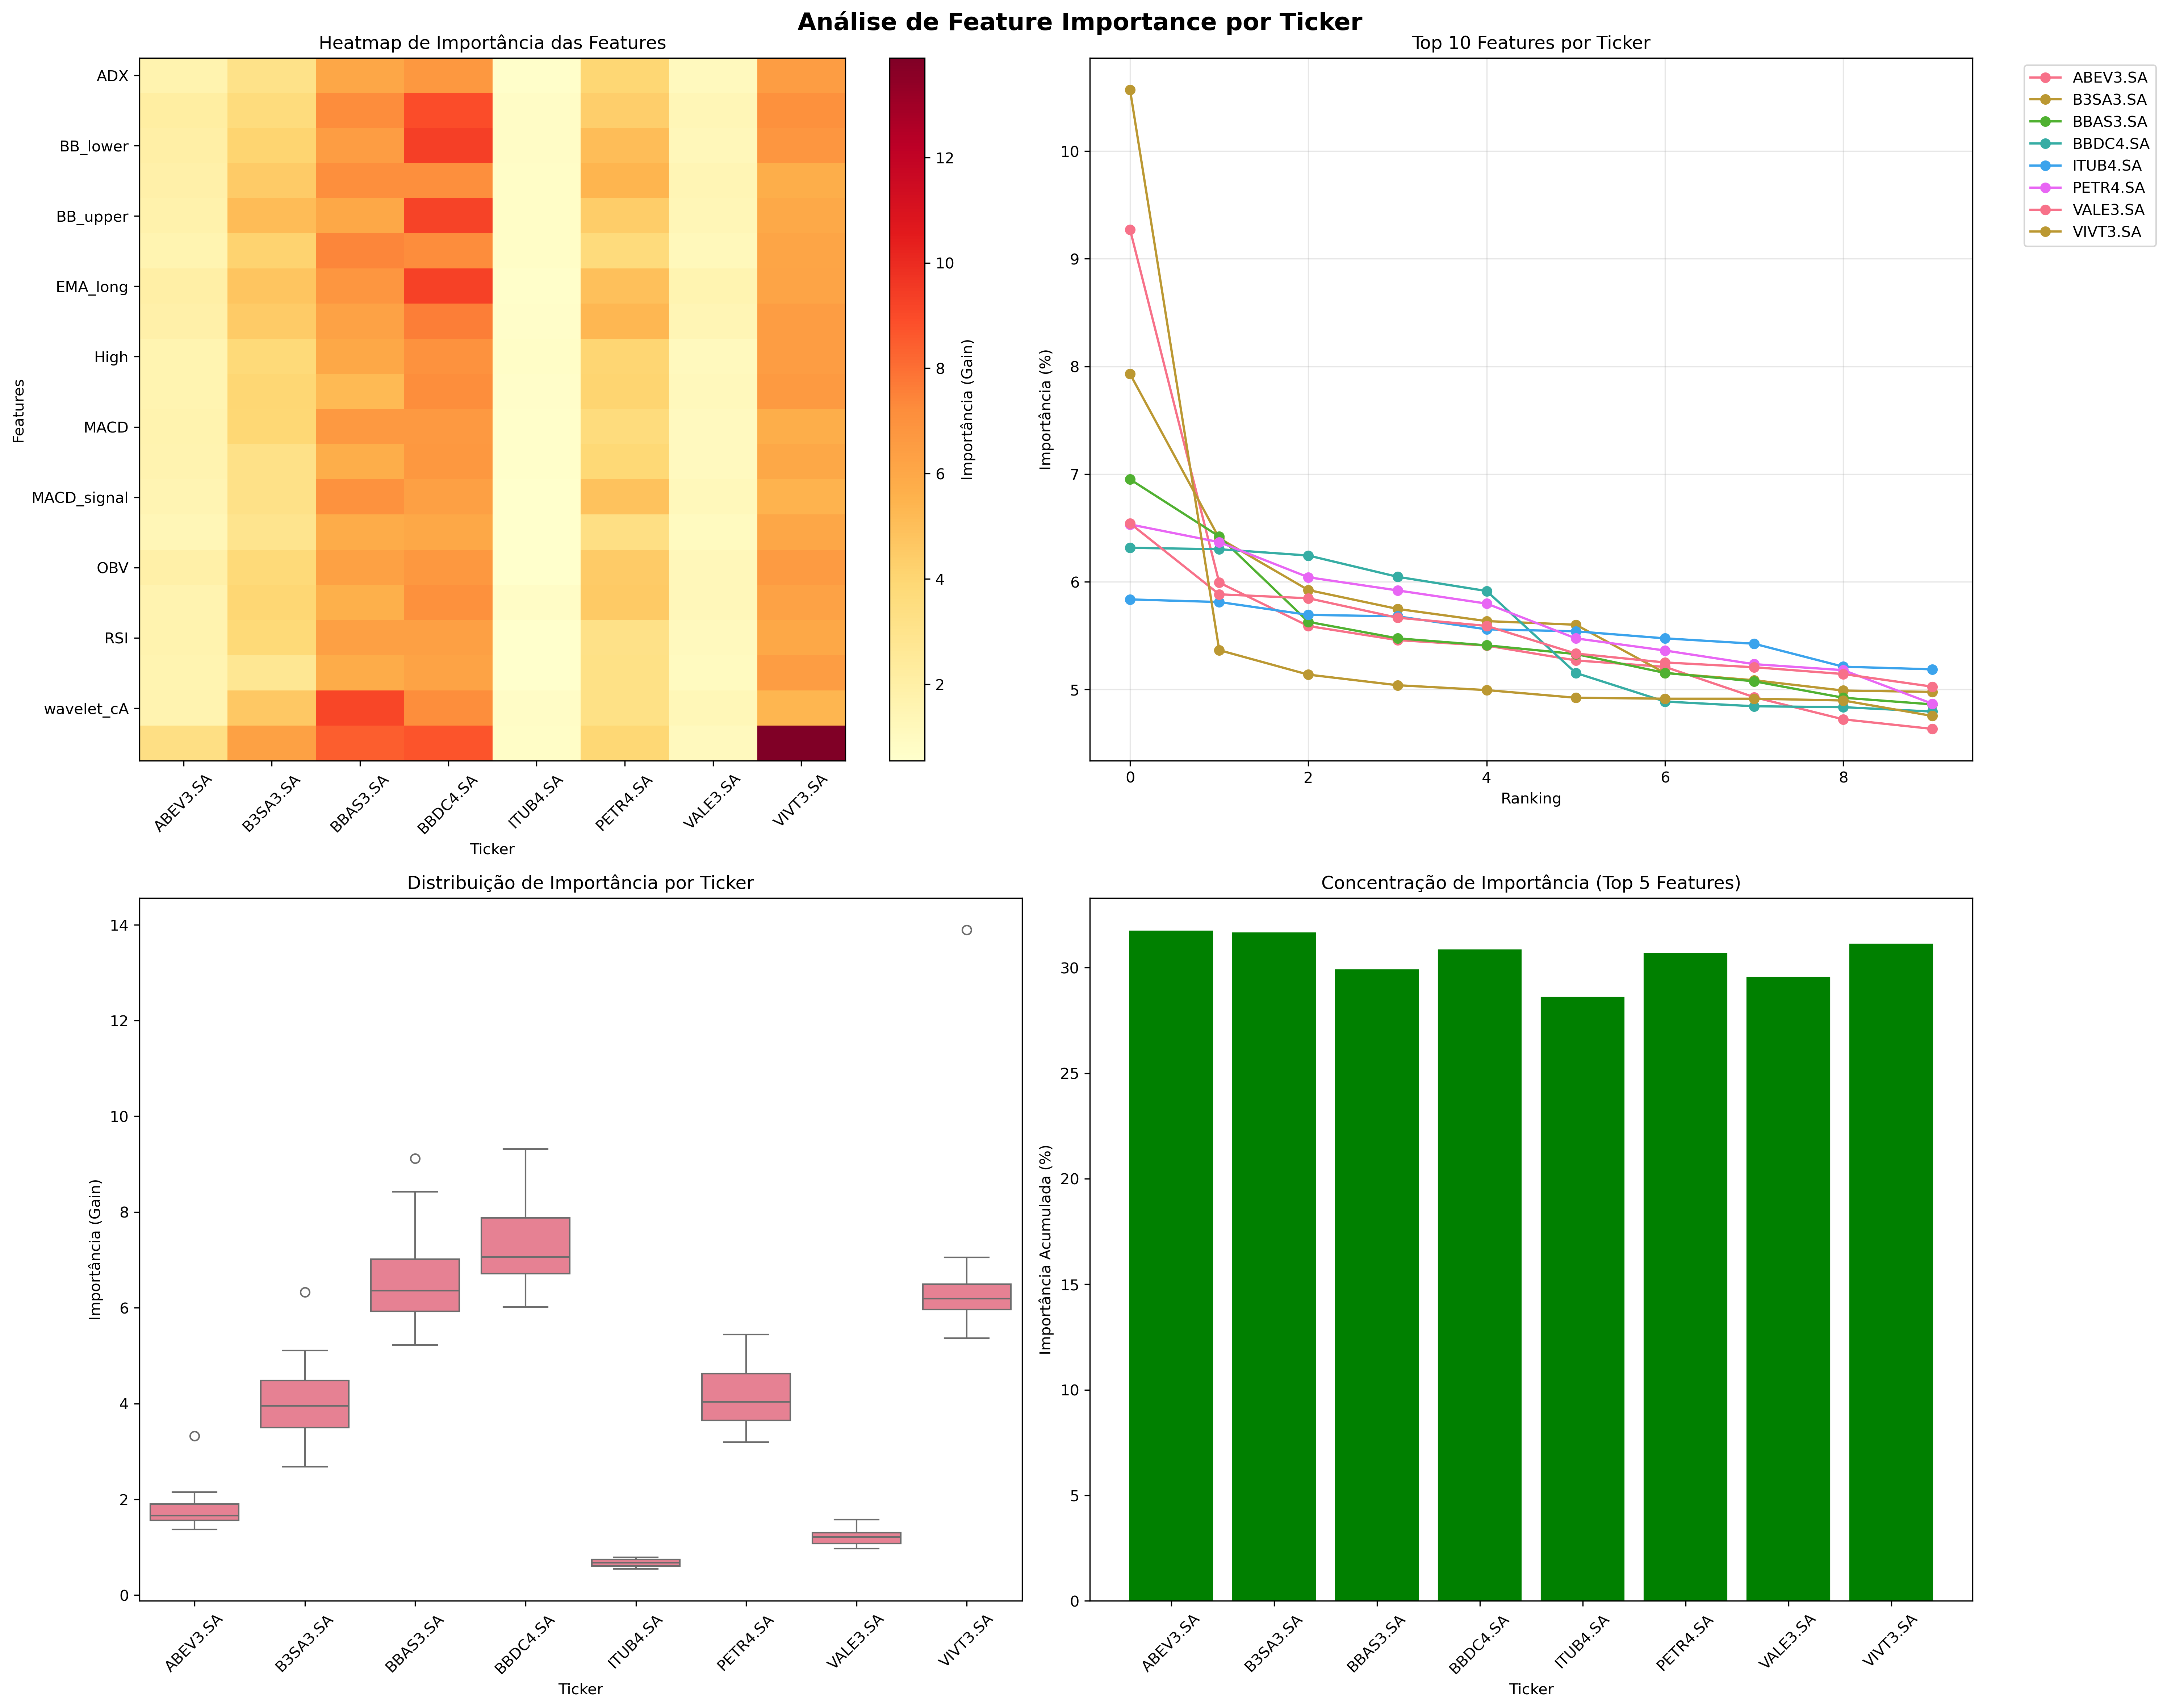 Análise de Feature Importance por Ticker
Heatmap de Importância das Features
Features
ADX
BB_lower
BB_upper
EMA_long
High
MACD
MACD_signal
OBV
RSI
wavelet_cA
ABEV3.SA
B3SA3.SA
BBAS3.SA
BBDC4.SA
ITUB4.SA
PETR4.SA
VALE3.SA
VIVT3.SA
Ticker
12
10
8
6
4
2
Importância (Gain)
Top 10 Features por Ticker
Importância (%)
10
9
8
7
6
5
0
2
4
6
8
Ranking
ABEV3.SA
B3SA3.SA
BBAS3.SA
BBDC4.SA
ITUB4.SA
PETR4.SA
VALE3.SA
VIVT3.SA
Distribuição de Importância por Ticker
Importância (Gain)
14
12
10
8
6
4
2
0
ABEV3.SA
B3SA3.SA
BBAS3.SA
BBDC4.SA
ITUB4.SA
PETR4.SA
VALE3.SA
VIVT3.SA
Ticker
Concentração de Importância (Top 5 Features)
Importância Acumulada (%)
30
25
20
15
10
5
0
ABEV3.SA
B3SA3.SA
BBAS3.SA
BBDC4.SA
ITUB4.SA
PETR4.SA
VALE3.SA
VIVT3.SA
Ticker